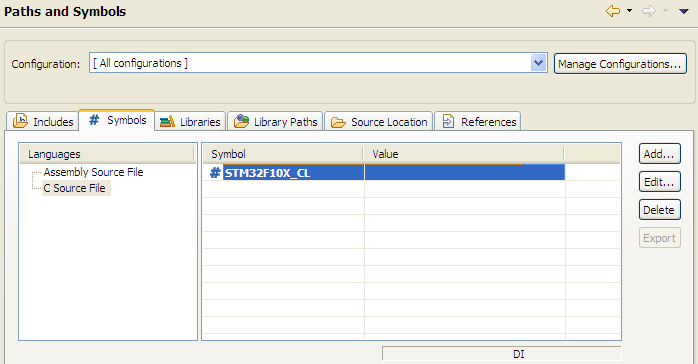 Paths and Symbols
Configuration: [ All configurations ] Manage Configurations...
Includes # Symbols Libraries Library Paths Source Location References
Languages Symbol Value Add...
Assembly Source File # STM32F10X_CL Edit...
C Source File Delete
Export
DI